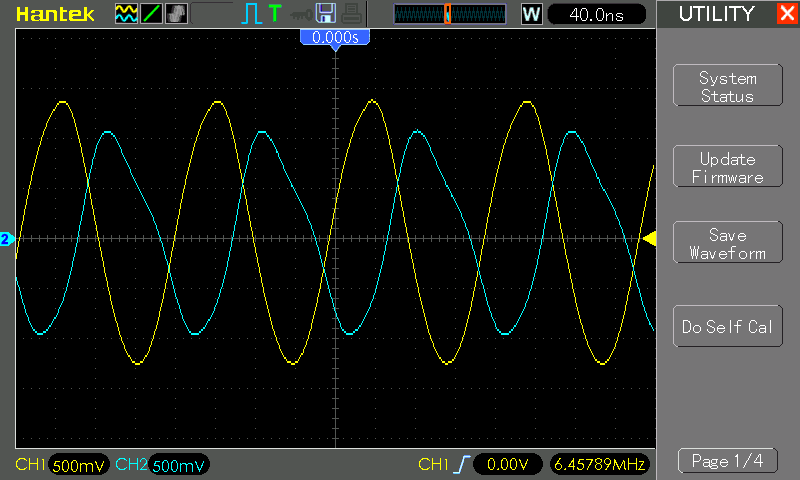 Hantek
T
W
40.0ns
UTILITY
X
0.000s
System
Status
Update
Firmware
2
Save
Waveform
Do Self Cal
CH1 500mV CH2 500mV
CH1 0.00V 6.45789MHz
Page 1/4